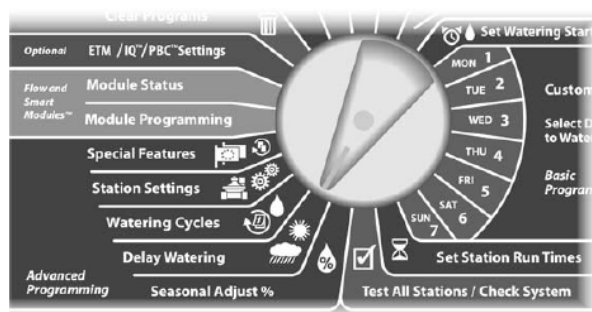 Clear Programs
Optional
ETM /IQ™/PBC™Settings
Flow and
Smart
Modules™
Module Status
Module Programming
Special Features
Station Settings
Watering Cycles
Delay Watering
Advanced
Programming
Seasonal Adjust %
%
Set Watering Star
MON 1
TUE 2
WED 3
THU 4
FRI 5
SAT 6
SUN 7
Custom
Select D
to Wate
Basic
Program
Set Station Run Times
Test All Stations / Check System